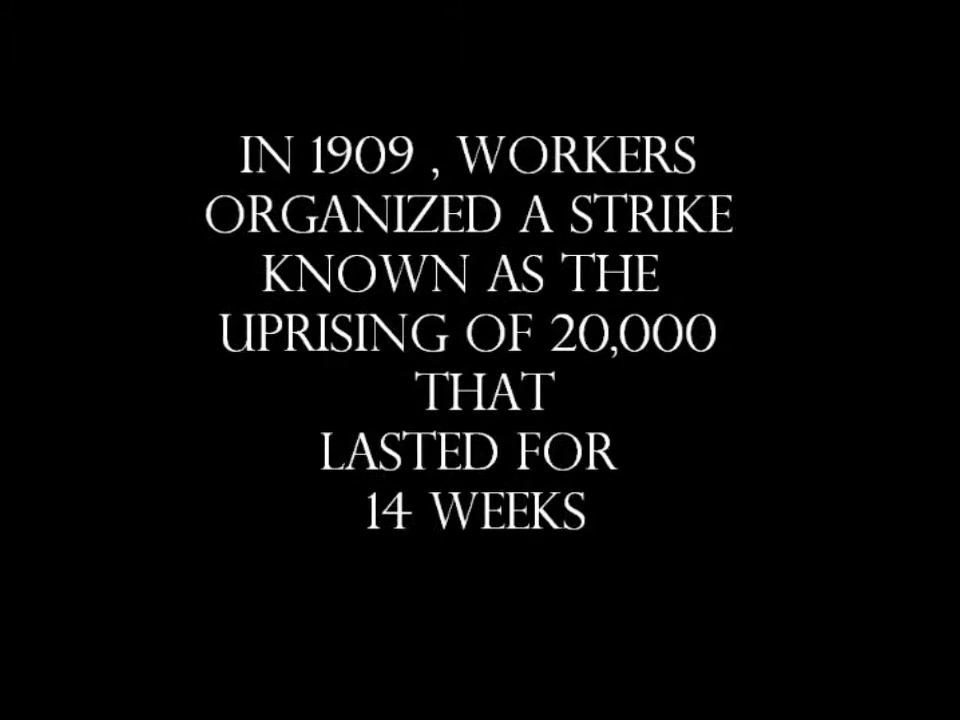 IN 1909 , WORKERS
ORGANIZED A STRIKE
KNOWN AS THE
UPRISING OF 20,000
THAT
LASTED FOR
14 WEEKS